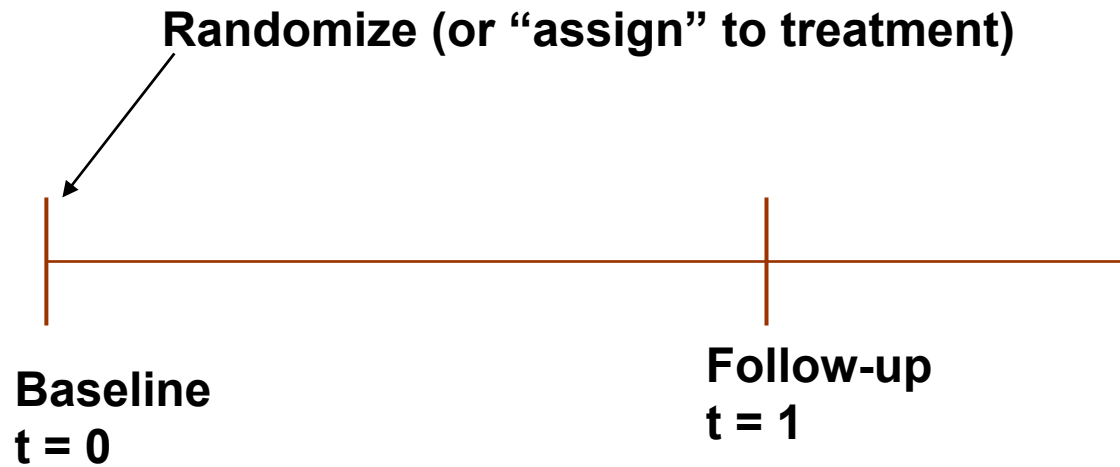 Randomize (or “assign” to treatment)
Baseline
t = 0
Follow-up
t = 1